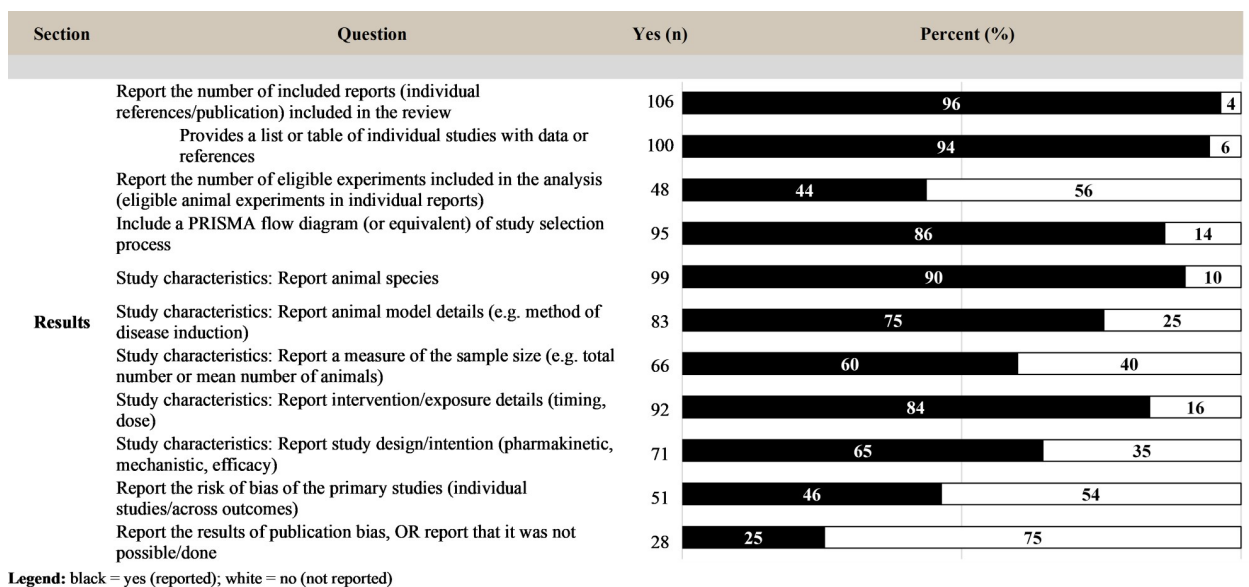 Section Question Yes (n) Percent (%)
Report the number of included reports (individual
references/publication) included in the review
106 96 4
Provides a list or table of individual studies with data or
references
100 94 6
Report the number of eligible experiments included in the analysis
(eligible animal experiments in individual reports)
48 44 56
Include a PRISMA flow diagram (or equivalent) of study selection
process
95 86 14
Study characteristics: Report animal species
99 90 10
Results
Study characteristics: Report animal model details (e.g. method of
disease induction)
83 75 25
Study characteristics: Report a measure of the sample size (e.g. total
number or mean number of animals)
66 60 40
Study characteristics: Report intervention/exposure details (timing,
dose)
92 84 16
Study characteristics: Report study design/intention (pharmakinetic,
mechanistic, efficacy)
71 65 35
Report the risk of bias of the primary studies (individual
studies/across outcomes)
51 46 54
Report the results of publication bias, OR report that it was not
possible/done
28 25 75
Legend: black = yes (reported); white = no (not reported)